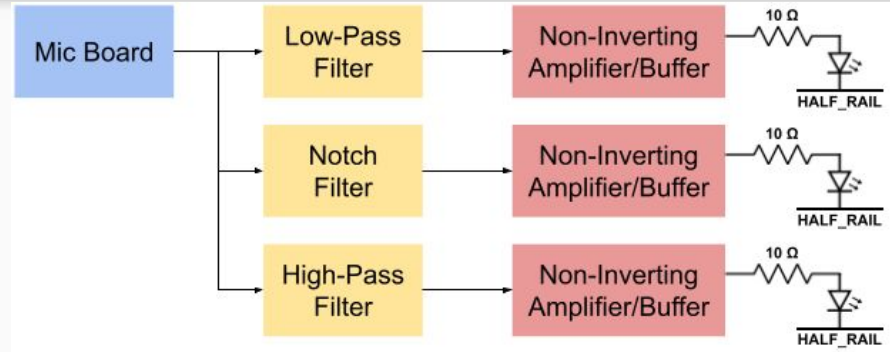 Mic Board
Low-Pass
Filter
Non-Inverting
Amplifier/Buffer
10 Ω
HALF_RAIL
Notch
Filter
Non-Inverting
Amplifier/Buffer
10 Ω
HALF_RAIL
High-Pass
Filter
Non-Inverting
Amplifier/Buffer
10 Ω
HALF_RAIL